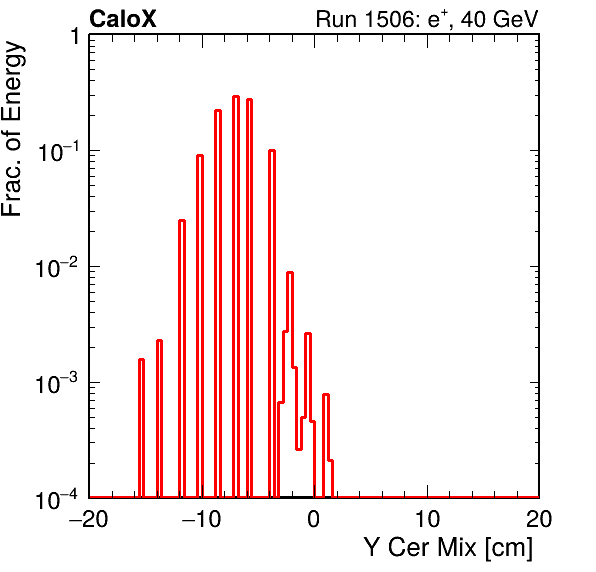 CaloX
Run 1506: e⁺, 40 GeV
Frac. of Energy
1
10⁻¹
10⁻²
10⁻³
10⁻⁴
−20
−10
0
10
20
Y Cer Mix [cm]